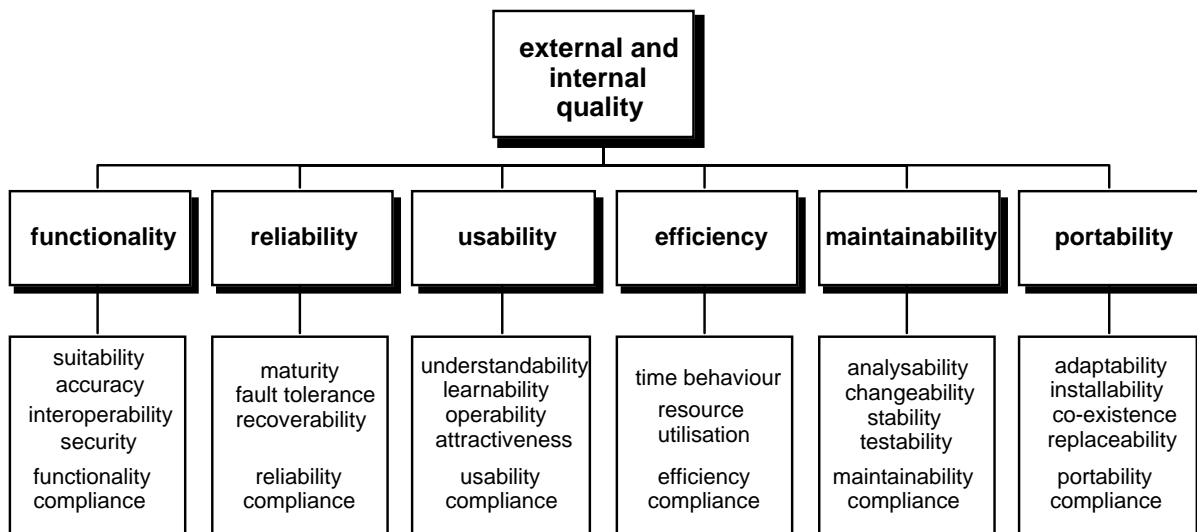 external and
internal
quality
functionality
reliability
usability
efficiency
maintainability
portability
suitability
accuracy
interoperability
security
functionality
compliance
maturity
fault tolerance
recoverability
reliability
compliance
understandability
learnability
operability
attractiveness
usability
compliance
time behaviour
resource
utilisation
efficiency
compliance
analysability
changeability
stability
testability
maintainability
compliance
adaptability
installability
co-existence
replaceability
portability
compliance